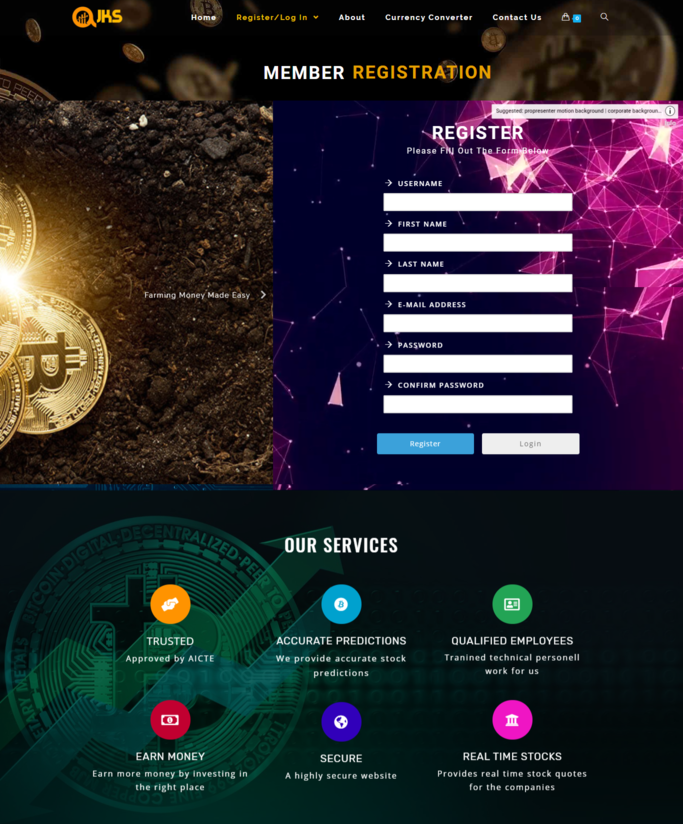 JKS
Home Register/Log In About Currency Converter Contact Us 0
MEMBER REGISTRATION
Suggested: propresenter motion background | corporate backgroun...
REGISTER
Please Fill Out The Form Below
USERNAME
FIRST NAME
LAST NAME
Farming Money Made Easy
E-MAIL ADDRESS
PASSWORD
CONFIRM PASSWORD
Register Login
OUR SERVICES
TRUSTED
Approved by AICTE
ACCURATE PREDICTIONS
We provide accurate stock
predictions
QUALIFIED EMPLOYEES
Tranined technical personell
work for us
EARN MONEY
Earn more money by investing in
the right place
SECURE
A highly secure website
REAL TIME STOCKS
Provides real time stock quotes
for the companies
BITCOIN·DIGITAL·DECENTRALIZED·PEER TO